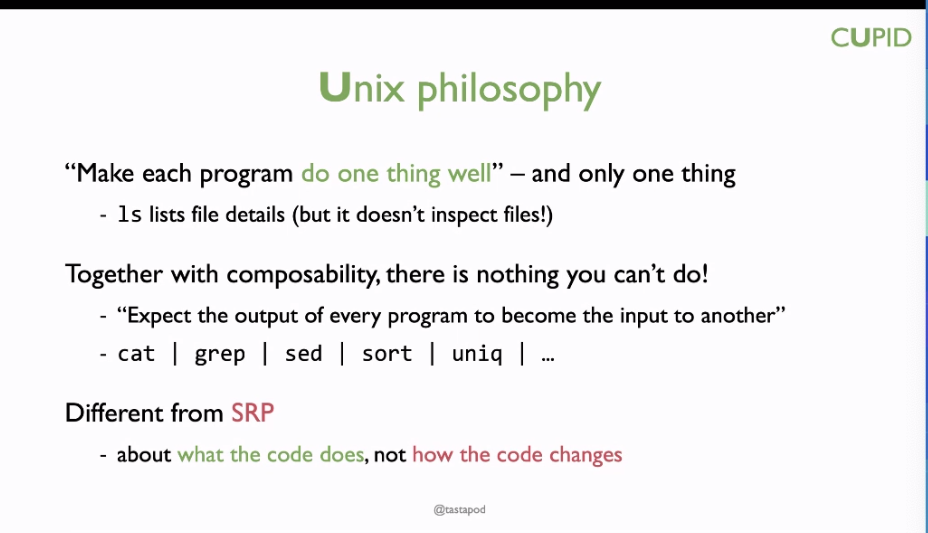 CUPID
Unix philosophy
“Make each program do one thing well” – and only one thing
- ls lists file details (but it doesn’t inspect files!)
Together with composability, there is nothing you can’t do!
- “Expect the output of every program to become the input to another”
- cat | grep | sed | sort | uniq | …
Different from SRP
- about what the code does, not how the code changes
@tastapod